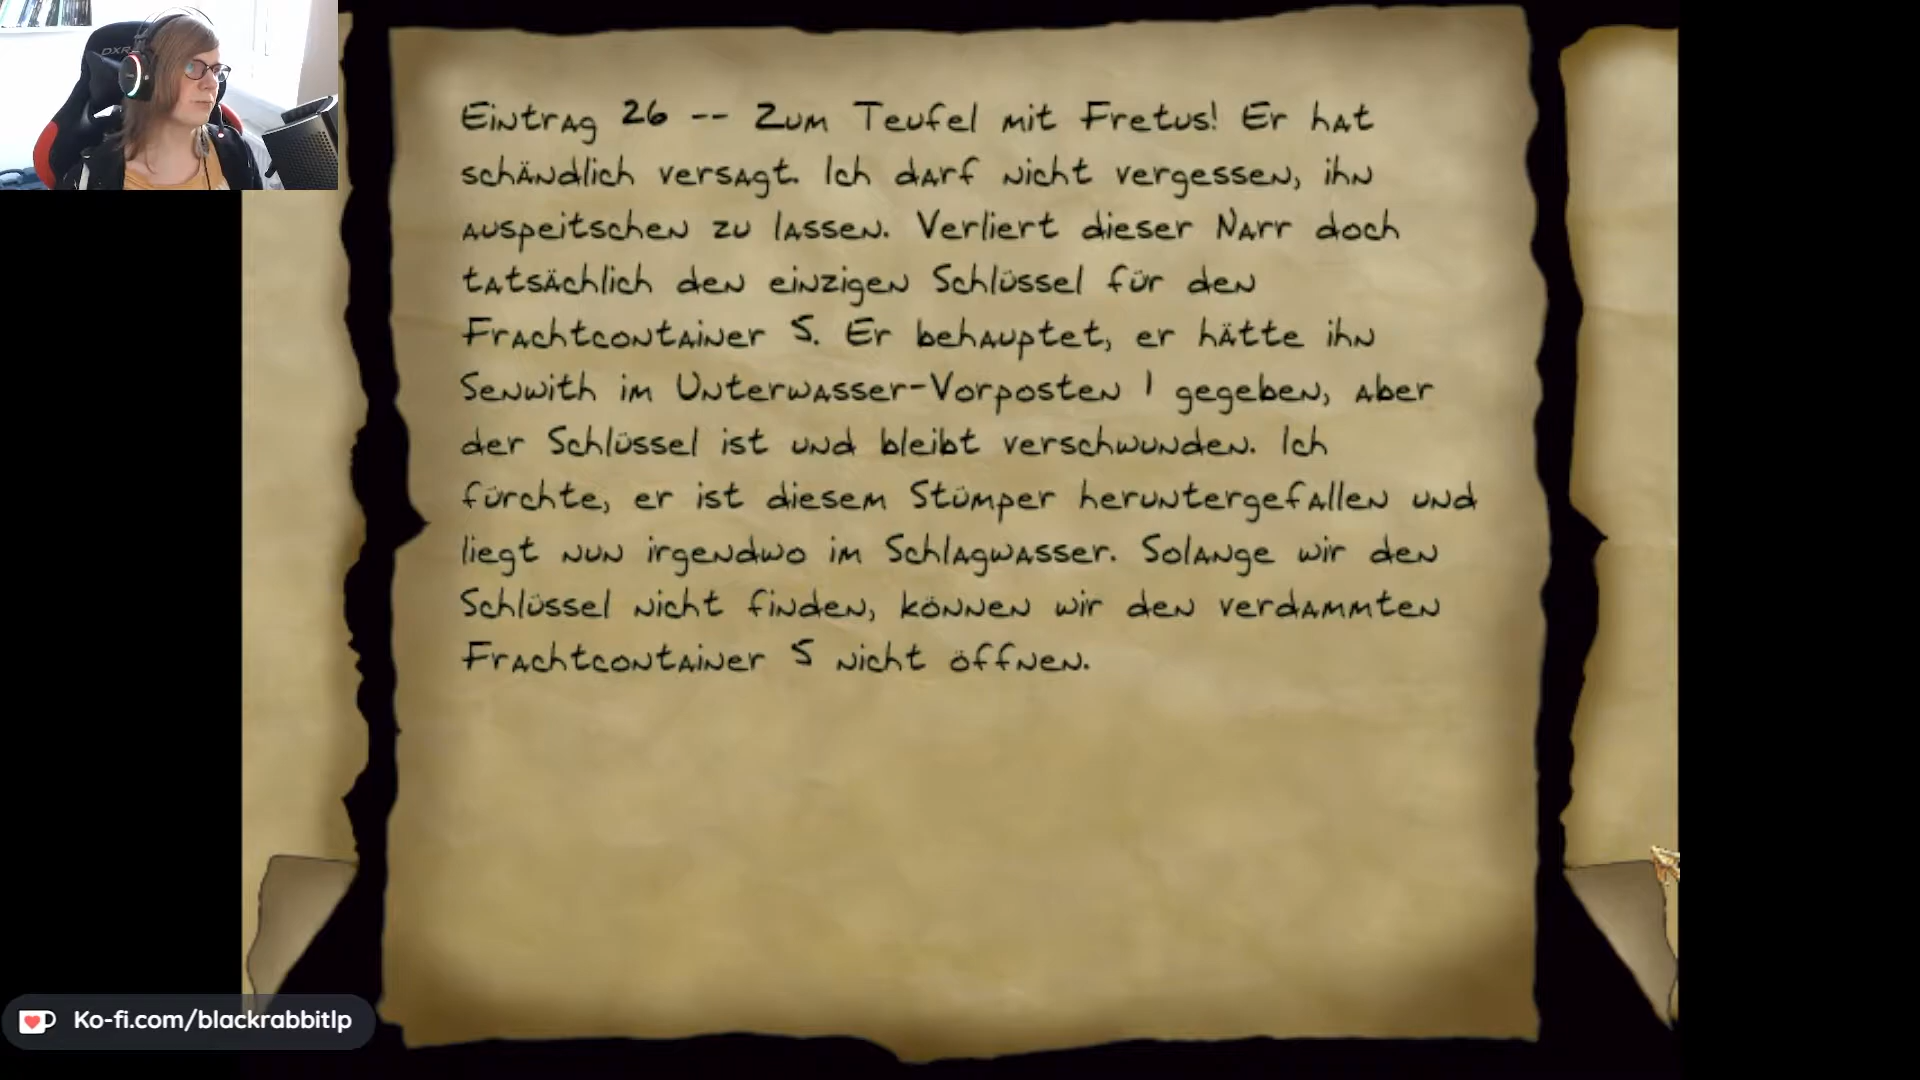 DXR
Eintrag 26 -- Zum Teufel mit Fretus! Er hat
schändlich versagt. Ich darf nicht vergessen, ihn
auspeitschen zu lassen. Verliert dieser Narr doch
tatsächlich den einzigen Schlüssel für den
Frachtcontainer 5. Er behauptet, er hätte ihn
Senwith im Unterwasser-Vorposten 1 gegeben, aber
der Schlüssel ist und bleibt verschwunden. Ich
fürchte, er ist diesem Stümper heruntergefallen und
liegt nun irgendwo im Schlagwasser. Solange wir den
Schlüssel nicht finden, können wir den verdammten
Frachtcontainer 5 nicht öffnen.
Ko-fi.com/blackrabbitlp